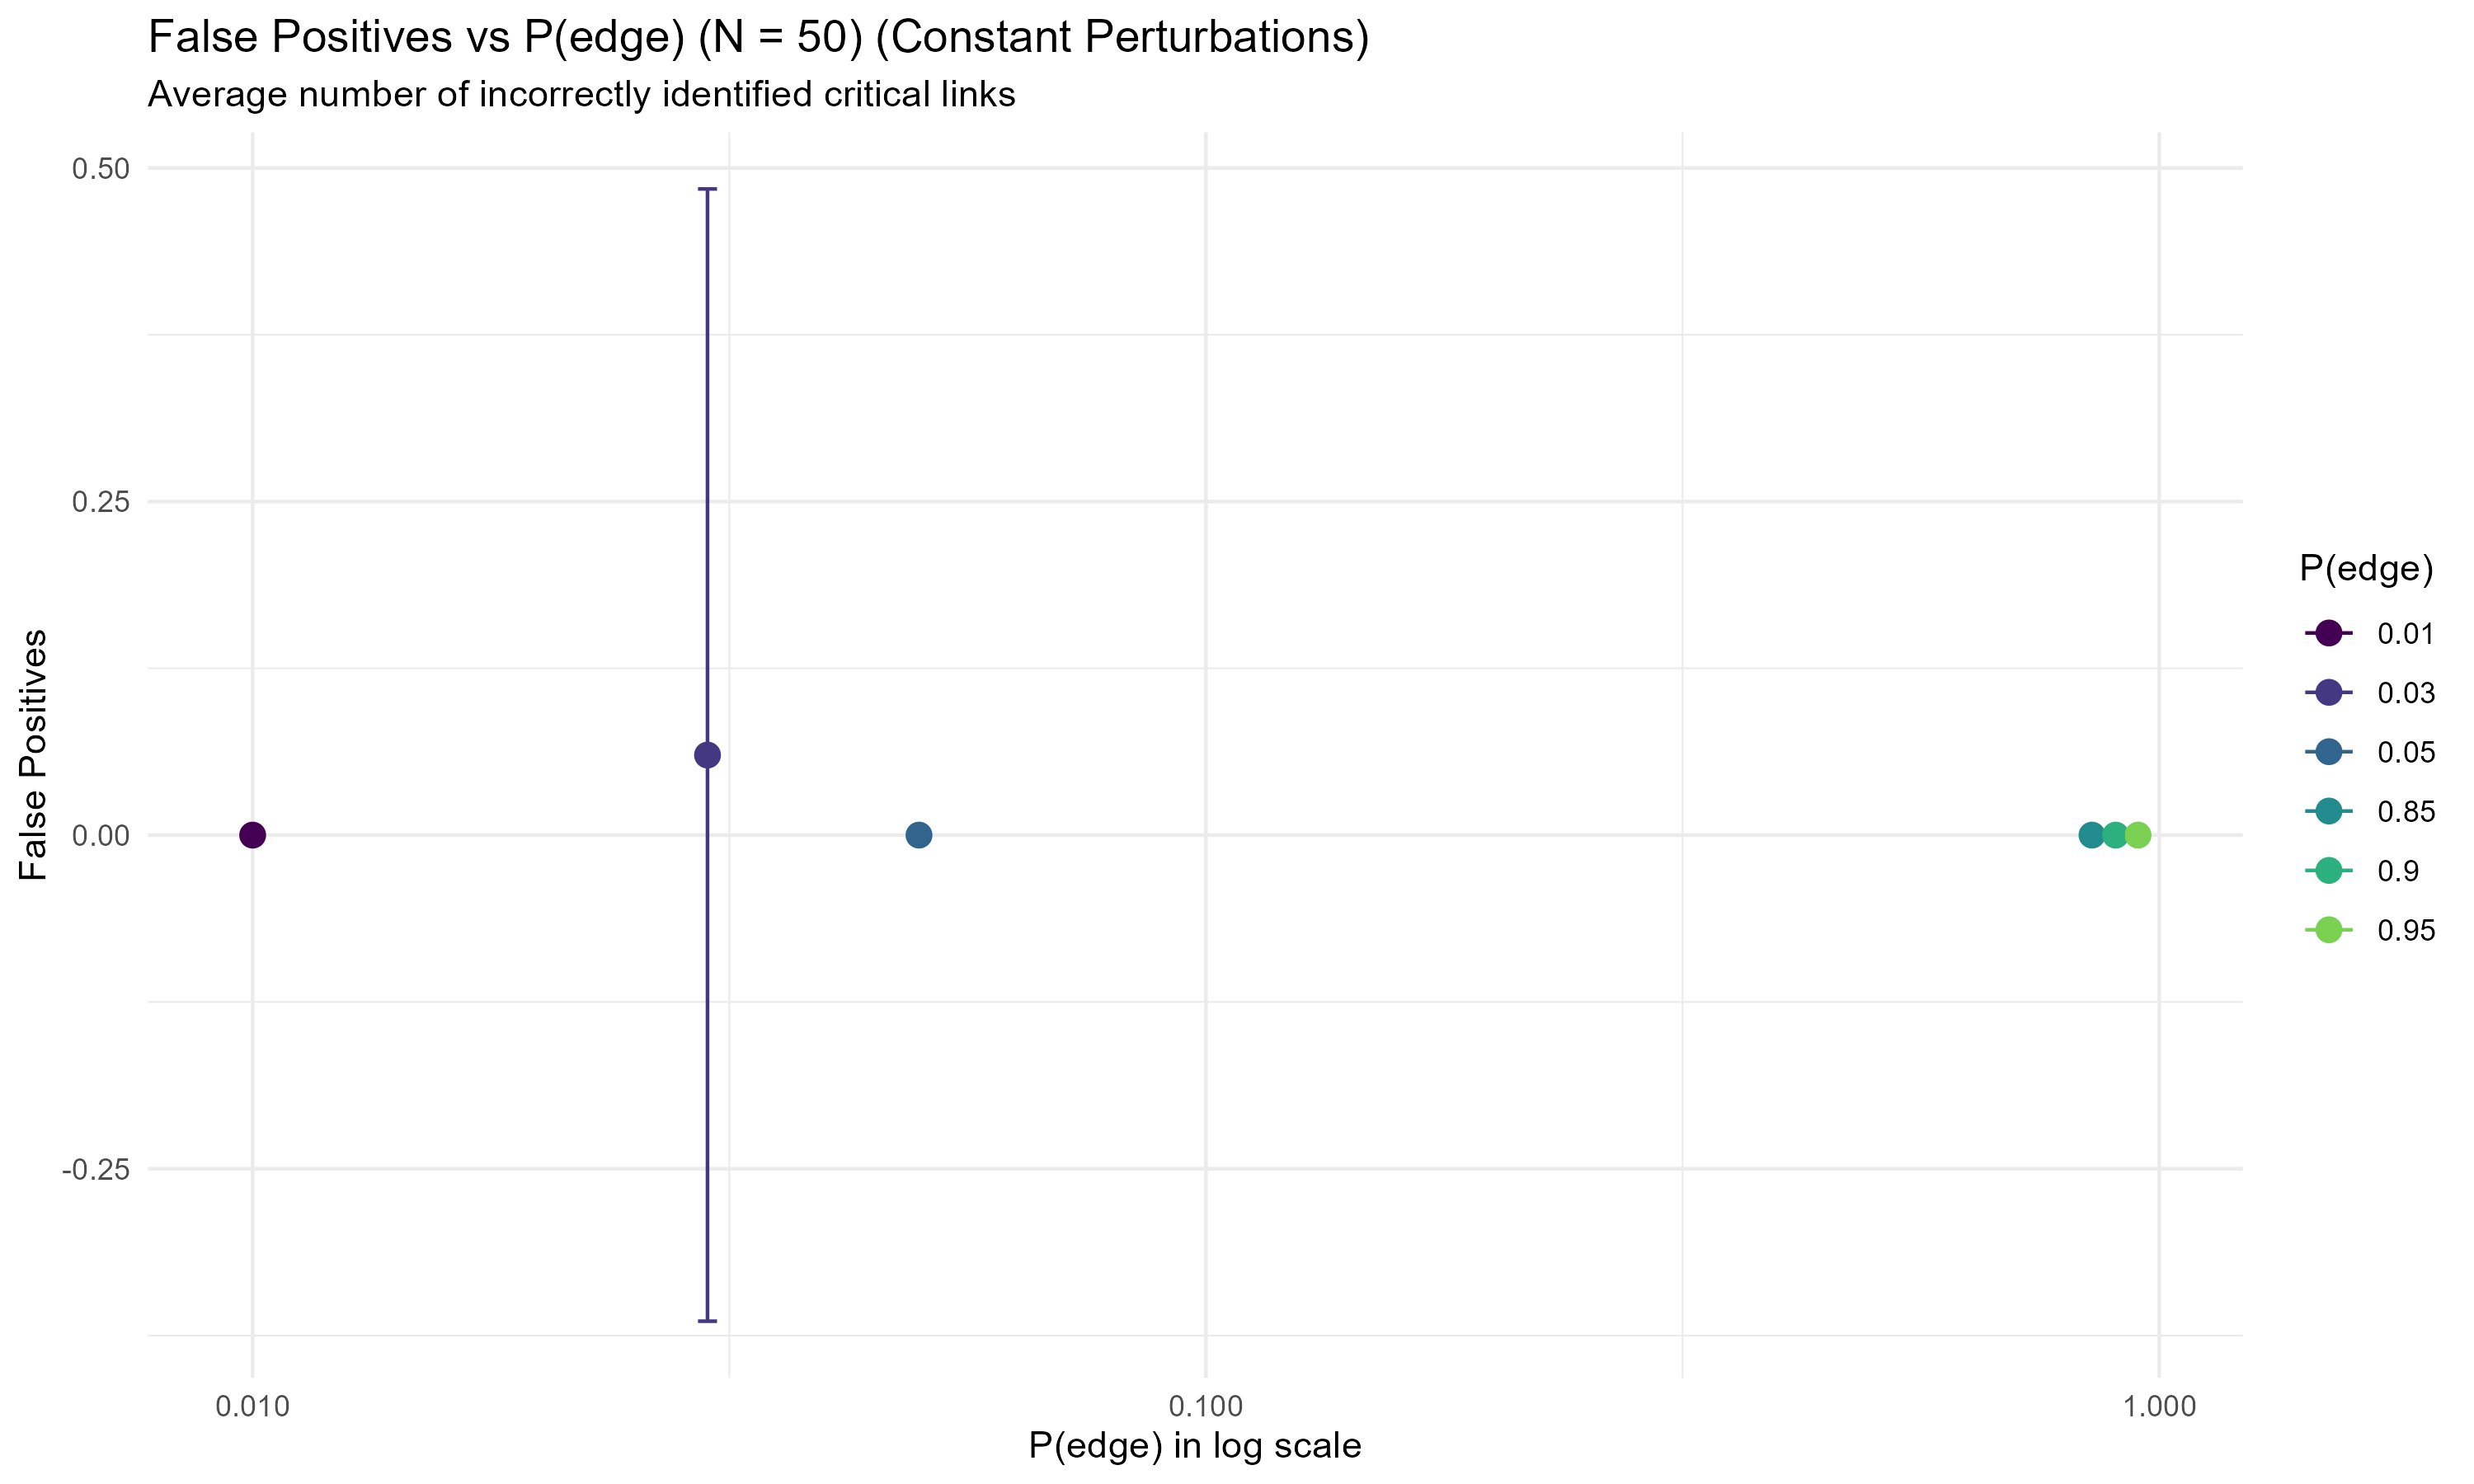 False Positives vs P(edge) (N = 50) (Constant Perturbations)
Average number of incorrectly identified critical links
False Positives
0.50
0.25
0.00
-0.25
0.010
0.100
1.000
P(edge) in log scale
P(edge)
0.01
0.03
0.05
0.85
0.9
0.95